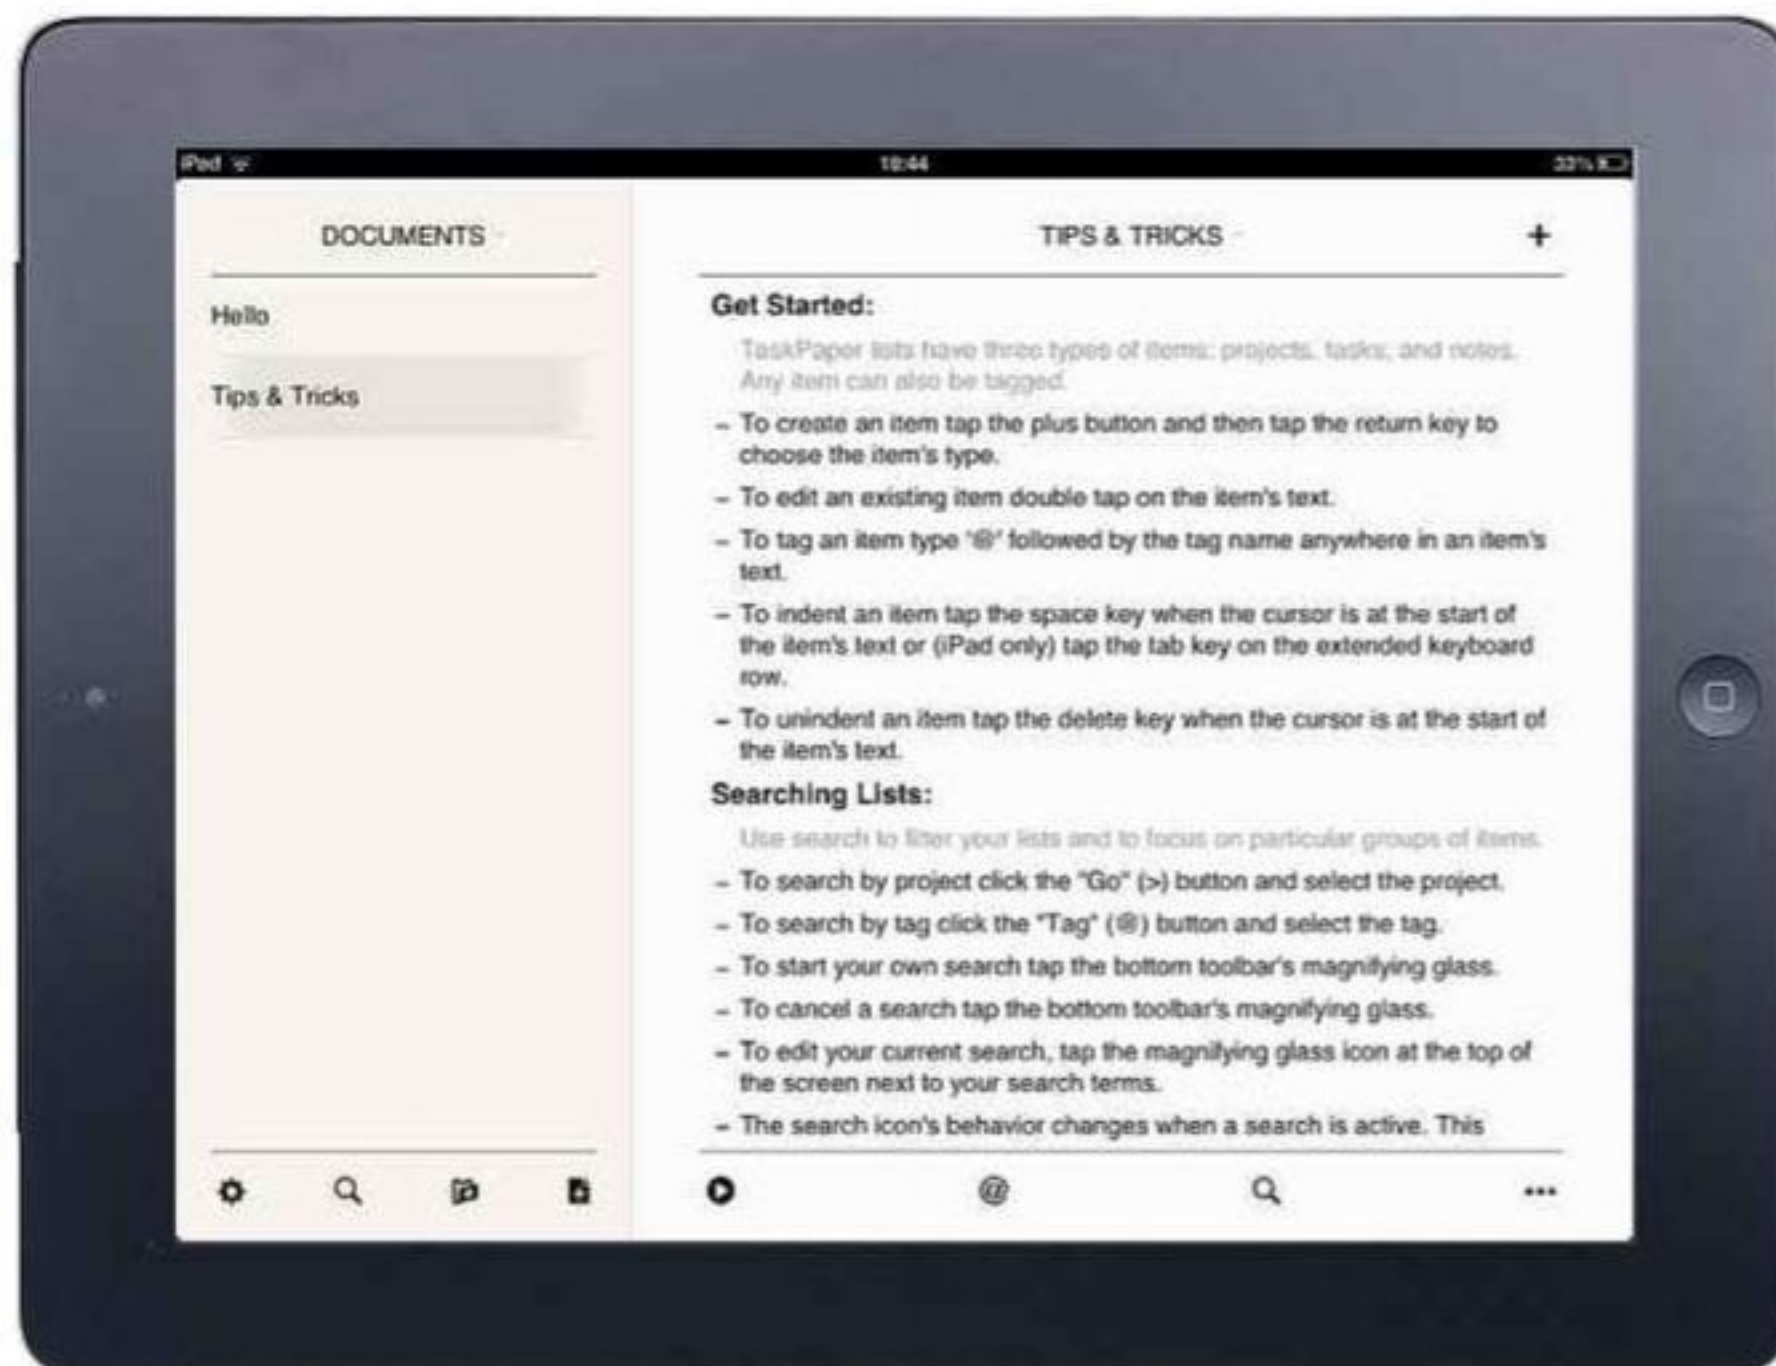 iPad
18:44
33%
DOCUMENTS
Hello
Tips & Tricks
TIPS & TRICKS
+
Get Started:
TaskPaper lists have three types of items: projects, tasks, and notes.
Any item can also be tagged.
- To create an item tap the plus button and then tap the return key to
choose the item's type.
- To edit an existing item double tap on the item's text.
- To tag an item type '@' followed by the tag name anywhere in an item's
text.
- To indent an item tap the space key when the cursor is at the start of
the item's text or (iPad only) tap the tab key on the extended keyboard
row.
- To unindent an item tap the delete key when the cursor is at the start of
the item's text.
Searching Lists:
Use search to filter your lists and to focus on particular groups of items.
- To search by project click the "Go" (>) button and select the project.
- To search by tag click the "Tag" (@) button and select the tag.
- To start your own search tap the bottom toolbar's magnifying glass.
- To cancel a search tap the bottom toolbar's magnifying glass.
- To edit your current search, tap the magnifying glass icon at the top of
the screen next to your search terms.
- The search icon's behavior changes when a search is active. This
@